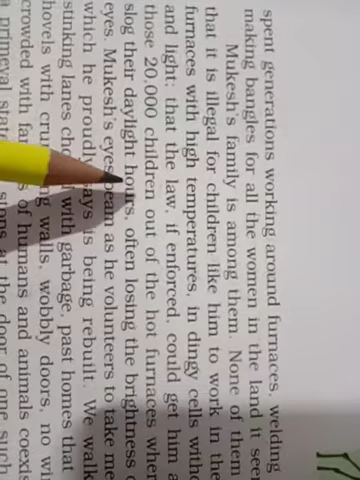 spent generations working around furnaces, welding
making bangles for all the women in the land it see
Mukesh's family is among them. None of them
that it is illegal for children like him to work in the
furnaces with high temperatures, in dingy cells witho
and light; that the law, if enforced, could get him a
those 20,000 children out of the hot furnaces wher
slog their daylight hours, often losing the brightness o
eyes. Mukesh's eyes beam as he volunteers to take me
which he proudly says is being rebuilt. We walk
stinking lanes cho with garbage, past homes that
hovels with cru g walls, wobbly doors, no wi
crowded with fa s of humans and animals coexis
a primeval stat at the door of one such